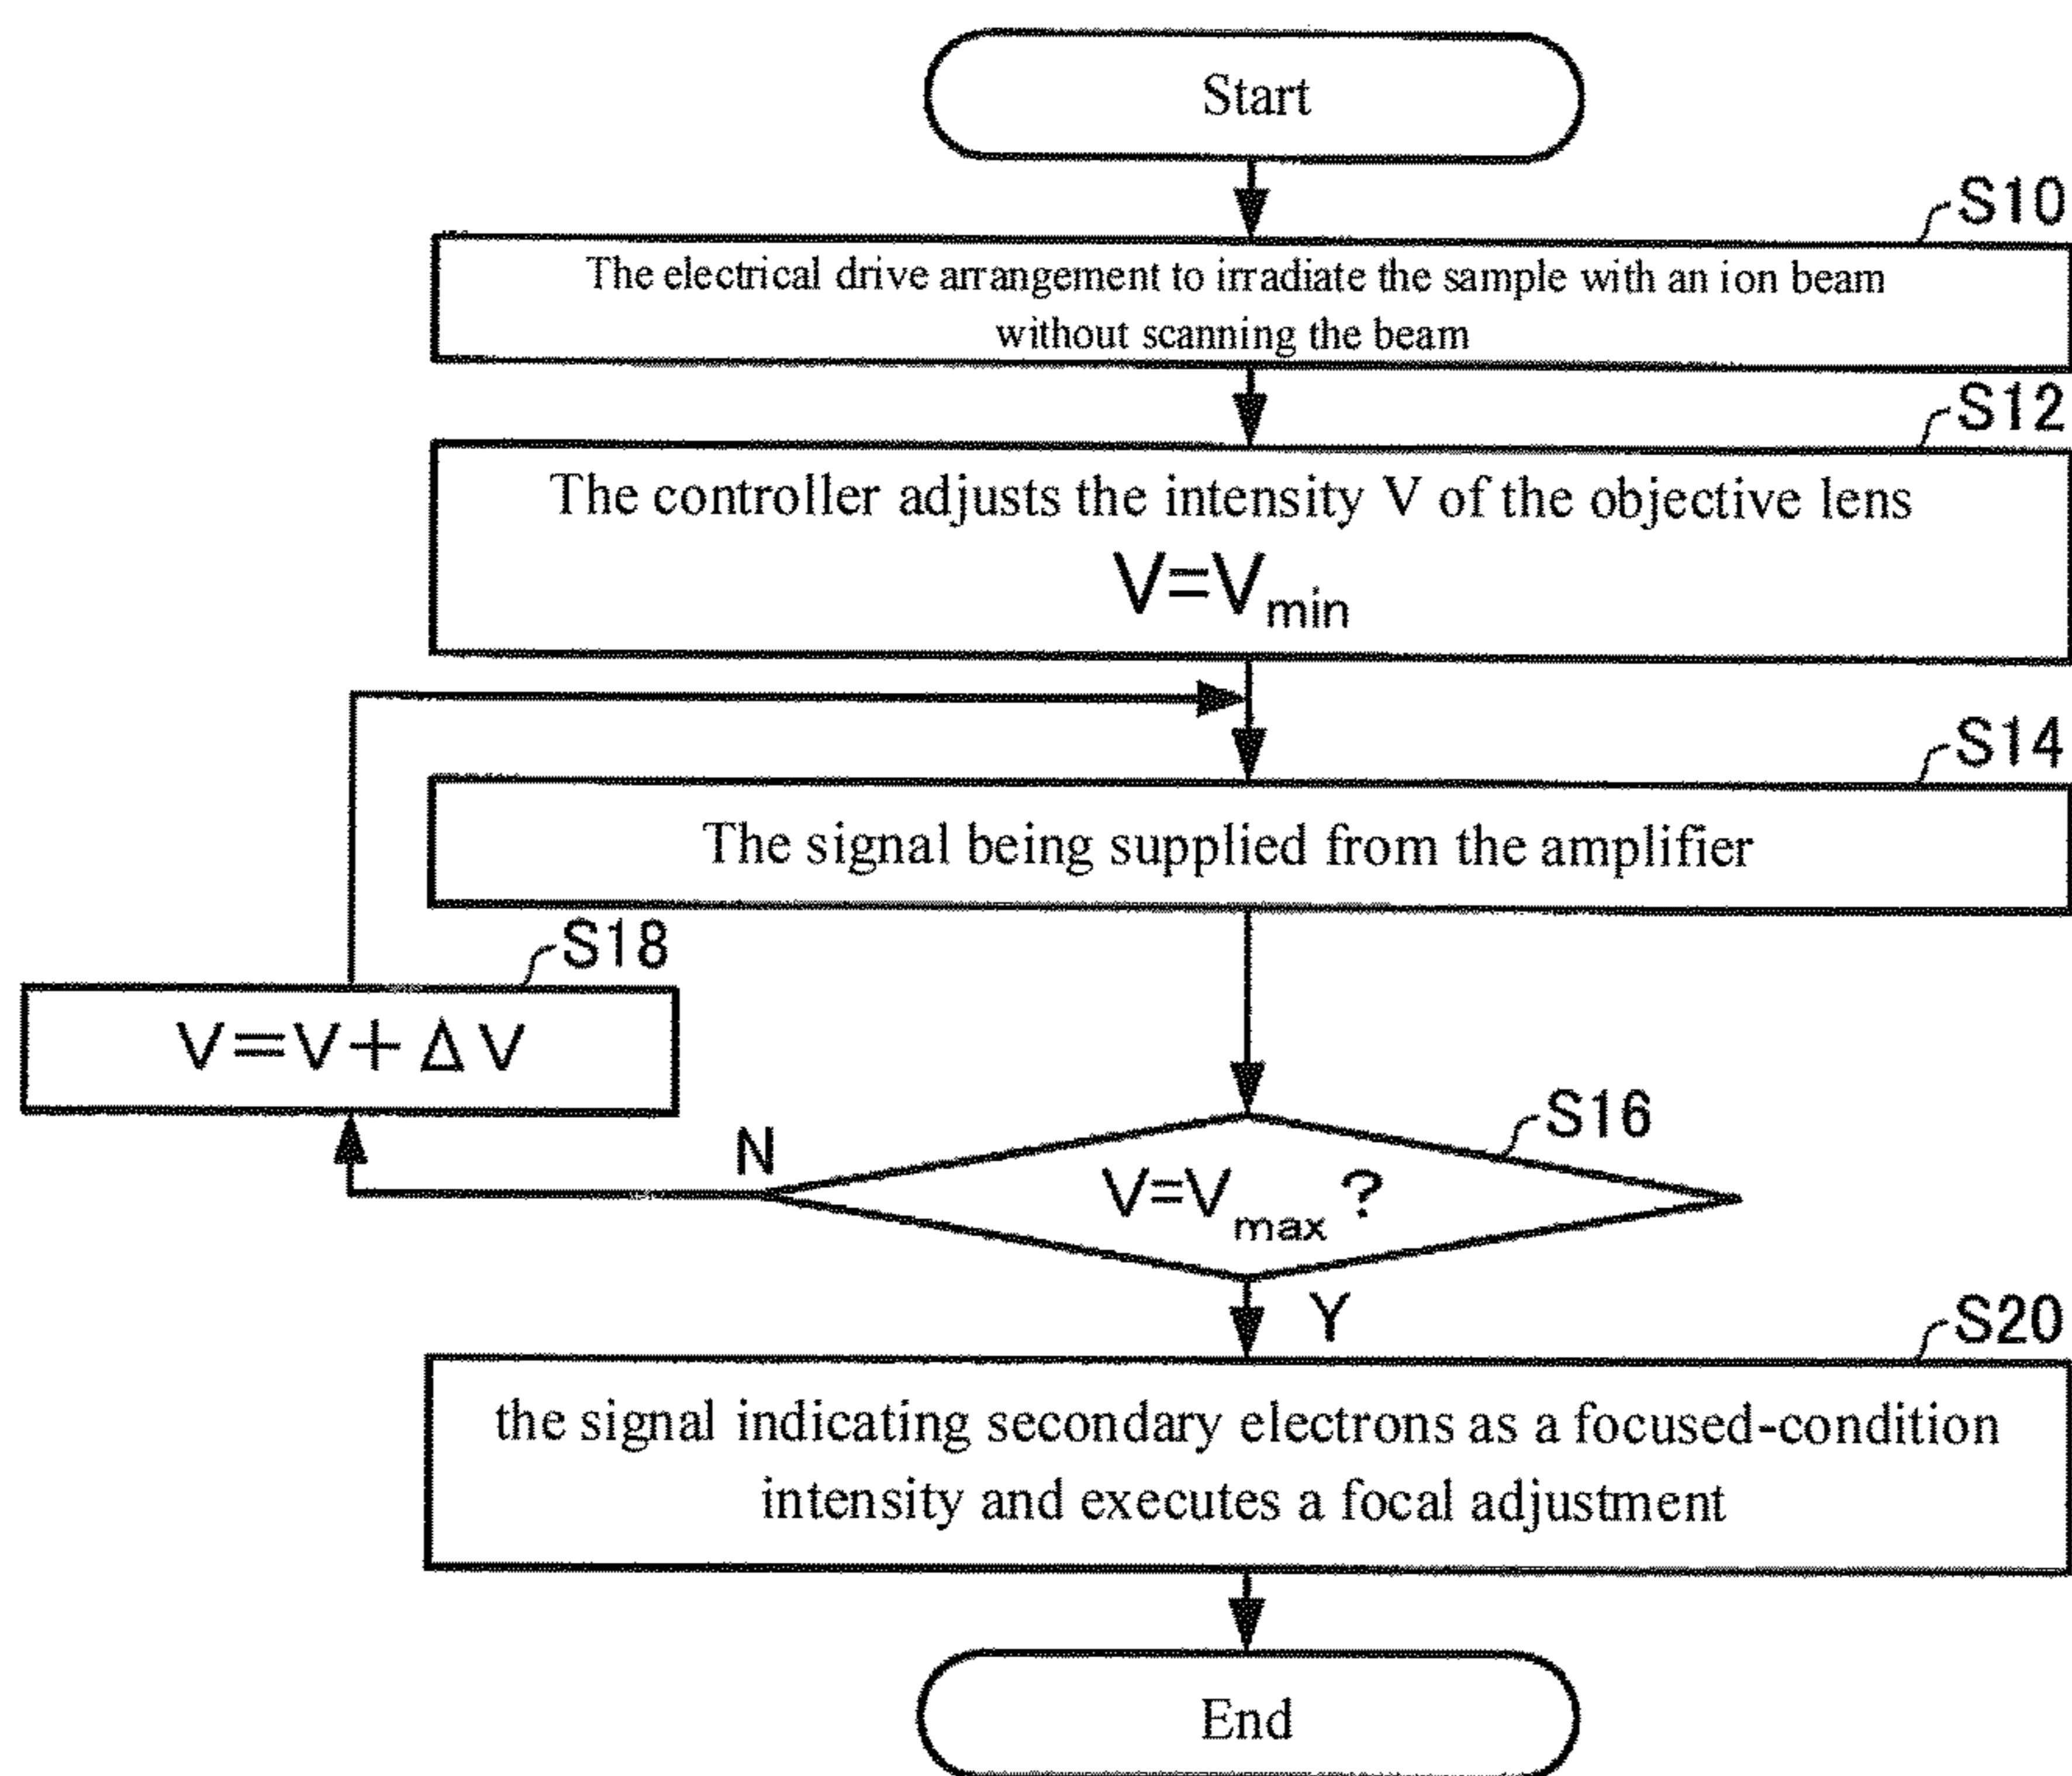 Start
S10
The electrical drive arrangement to irradiate the sample with an ion beam
without scanning the beam
S12
The controller adjusts the intensity V of the objective lens
V=Vmin
S14
The signal being supplied from the amplifier
S18
V=V+ΔV
S16
N
V=Vmax ?
Y
S20
the signal indicating secondary electrons as a focused-condition
intensity and executes a focal adjustment
End